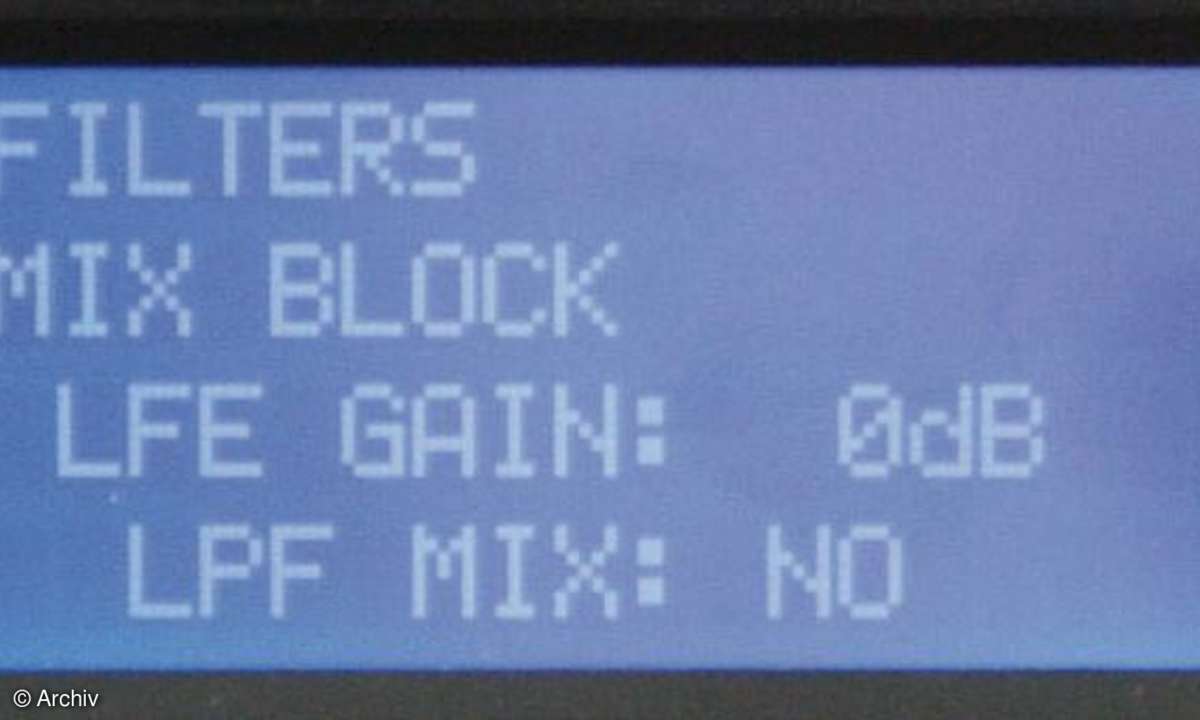 FILTERS
MIX BLOCK
LFE GAIN: 0dB
LPF MIX: NO
© Archiv